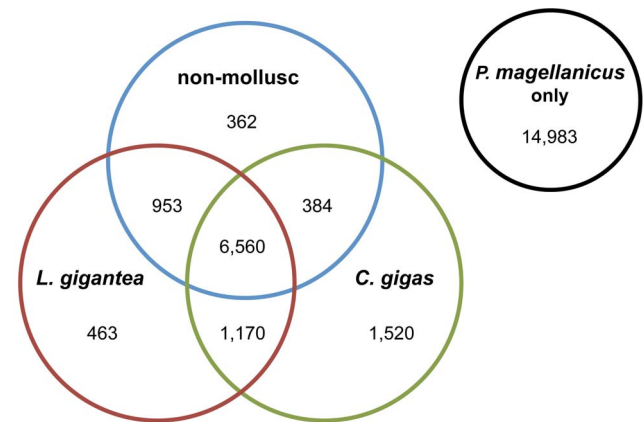 non-mollusc
362
P. magellanicus
only
14,983
953
384
6,560
L. gigantea
C. gigas
463
1,170
1,520